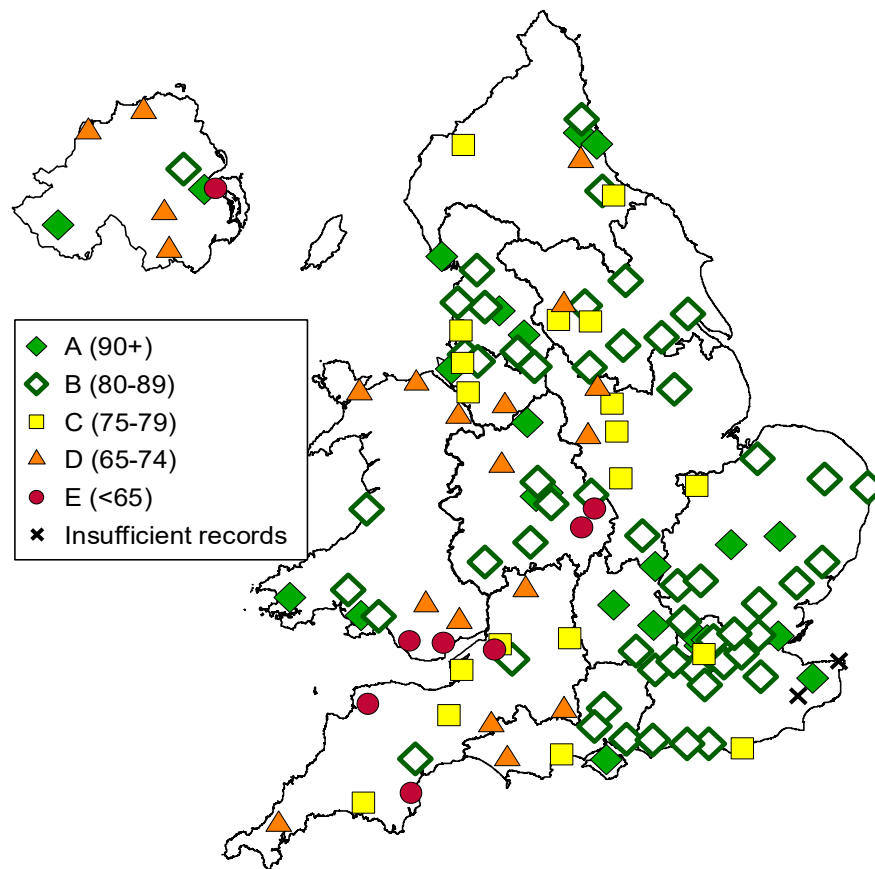 A (90+)
B (80-89)
C (75-79)
D (65-74)
E (<65)
Insufficient records